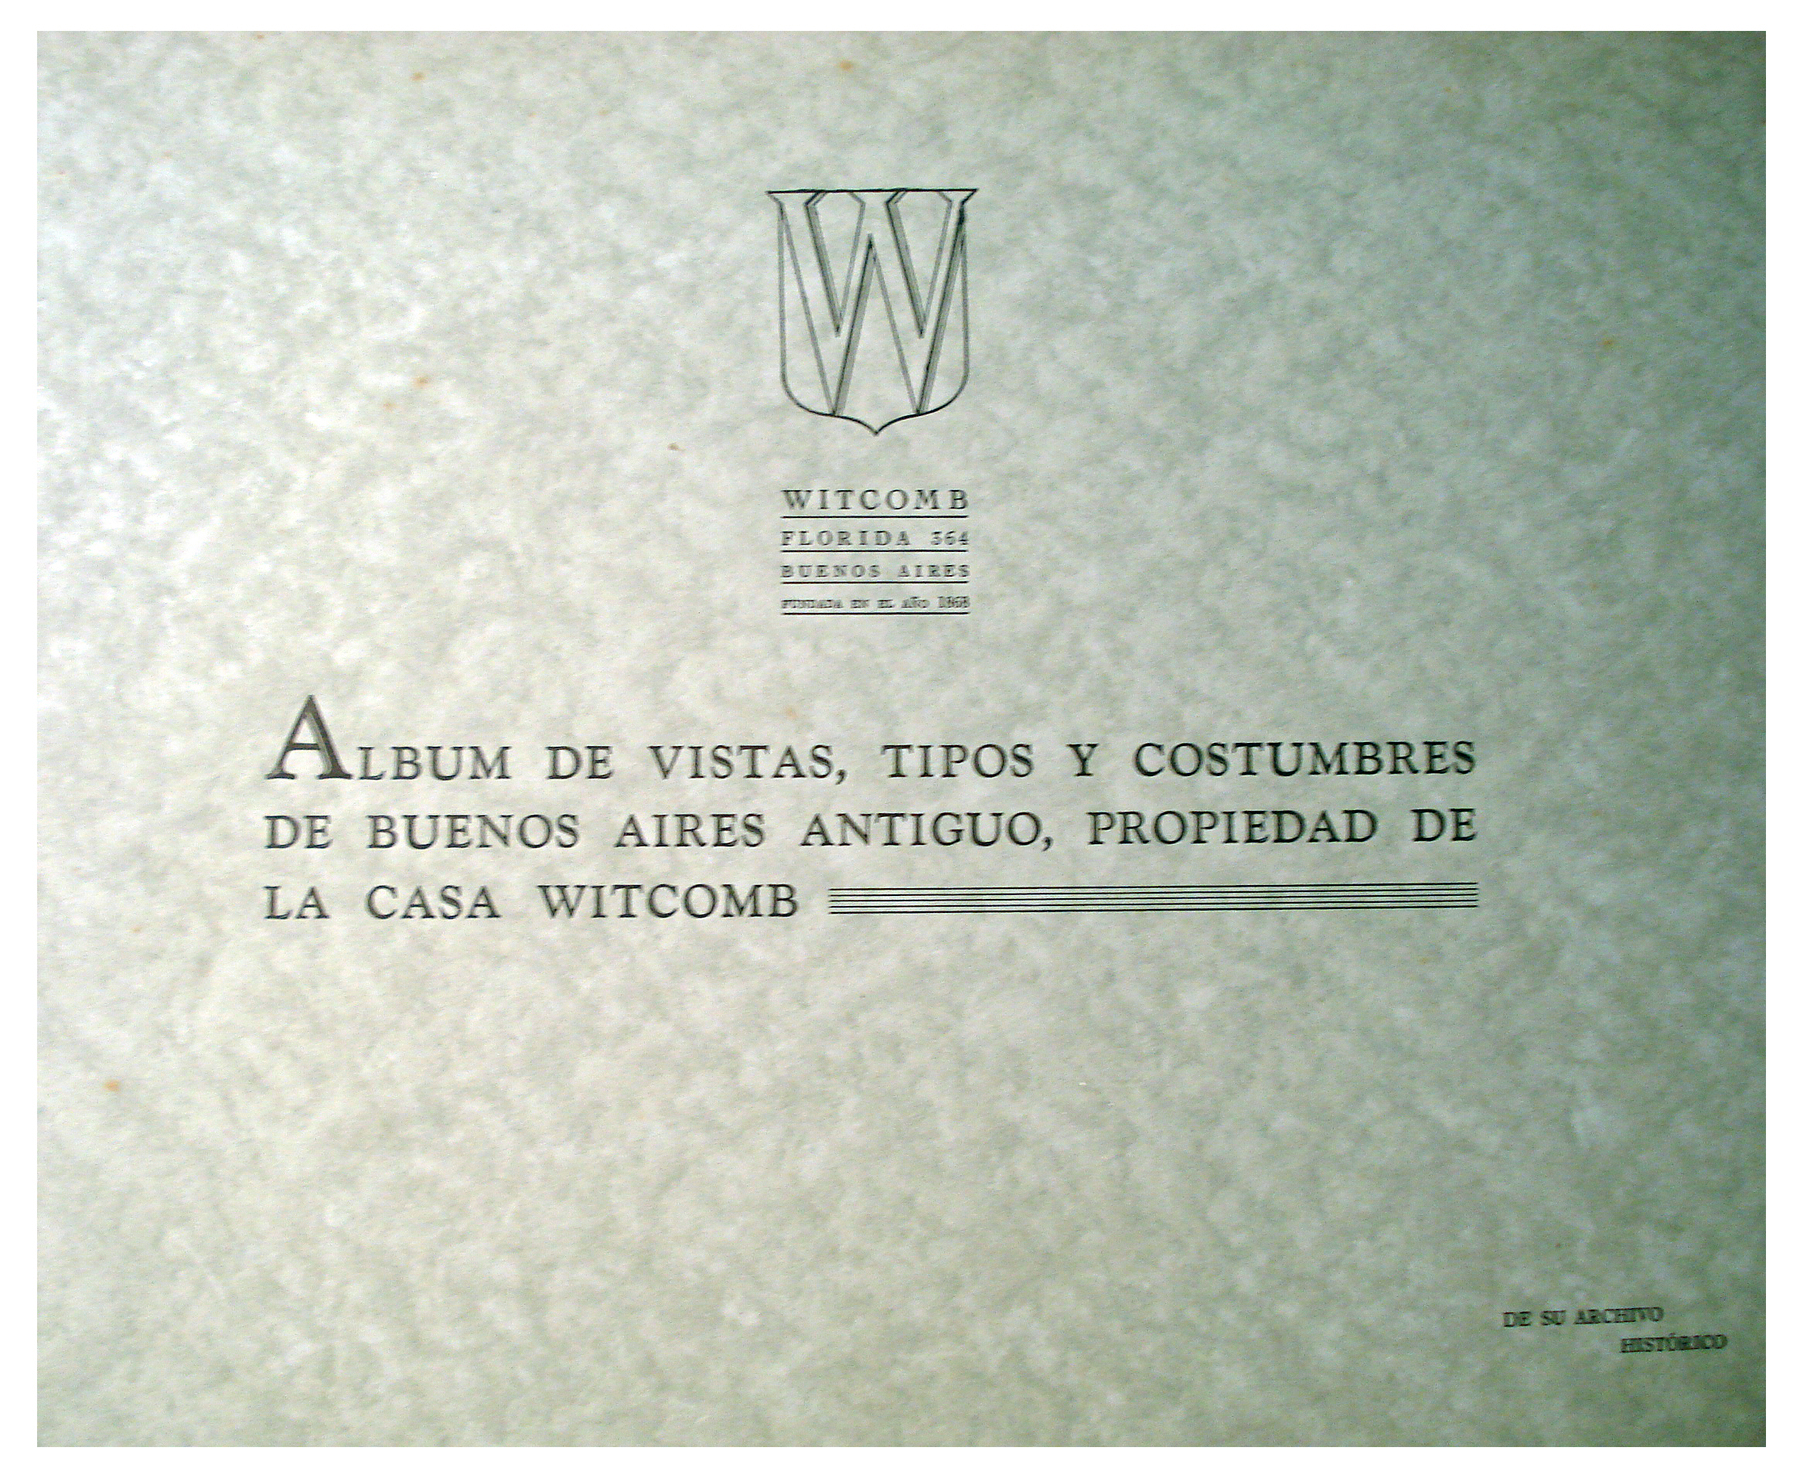 W
WITCOMB
FLORIDA 364
BUENOS AIRES
FUNDADA EN EL AÑO 1868
ALBUM DE VISTAS, TIPOS Y COSTUMBRES
DE BUENOS AIRES ANTIGUO, PROPIEDAD DE
LA CASA WITCOMB
DE SU ARCHIVO
HISTÓRICO